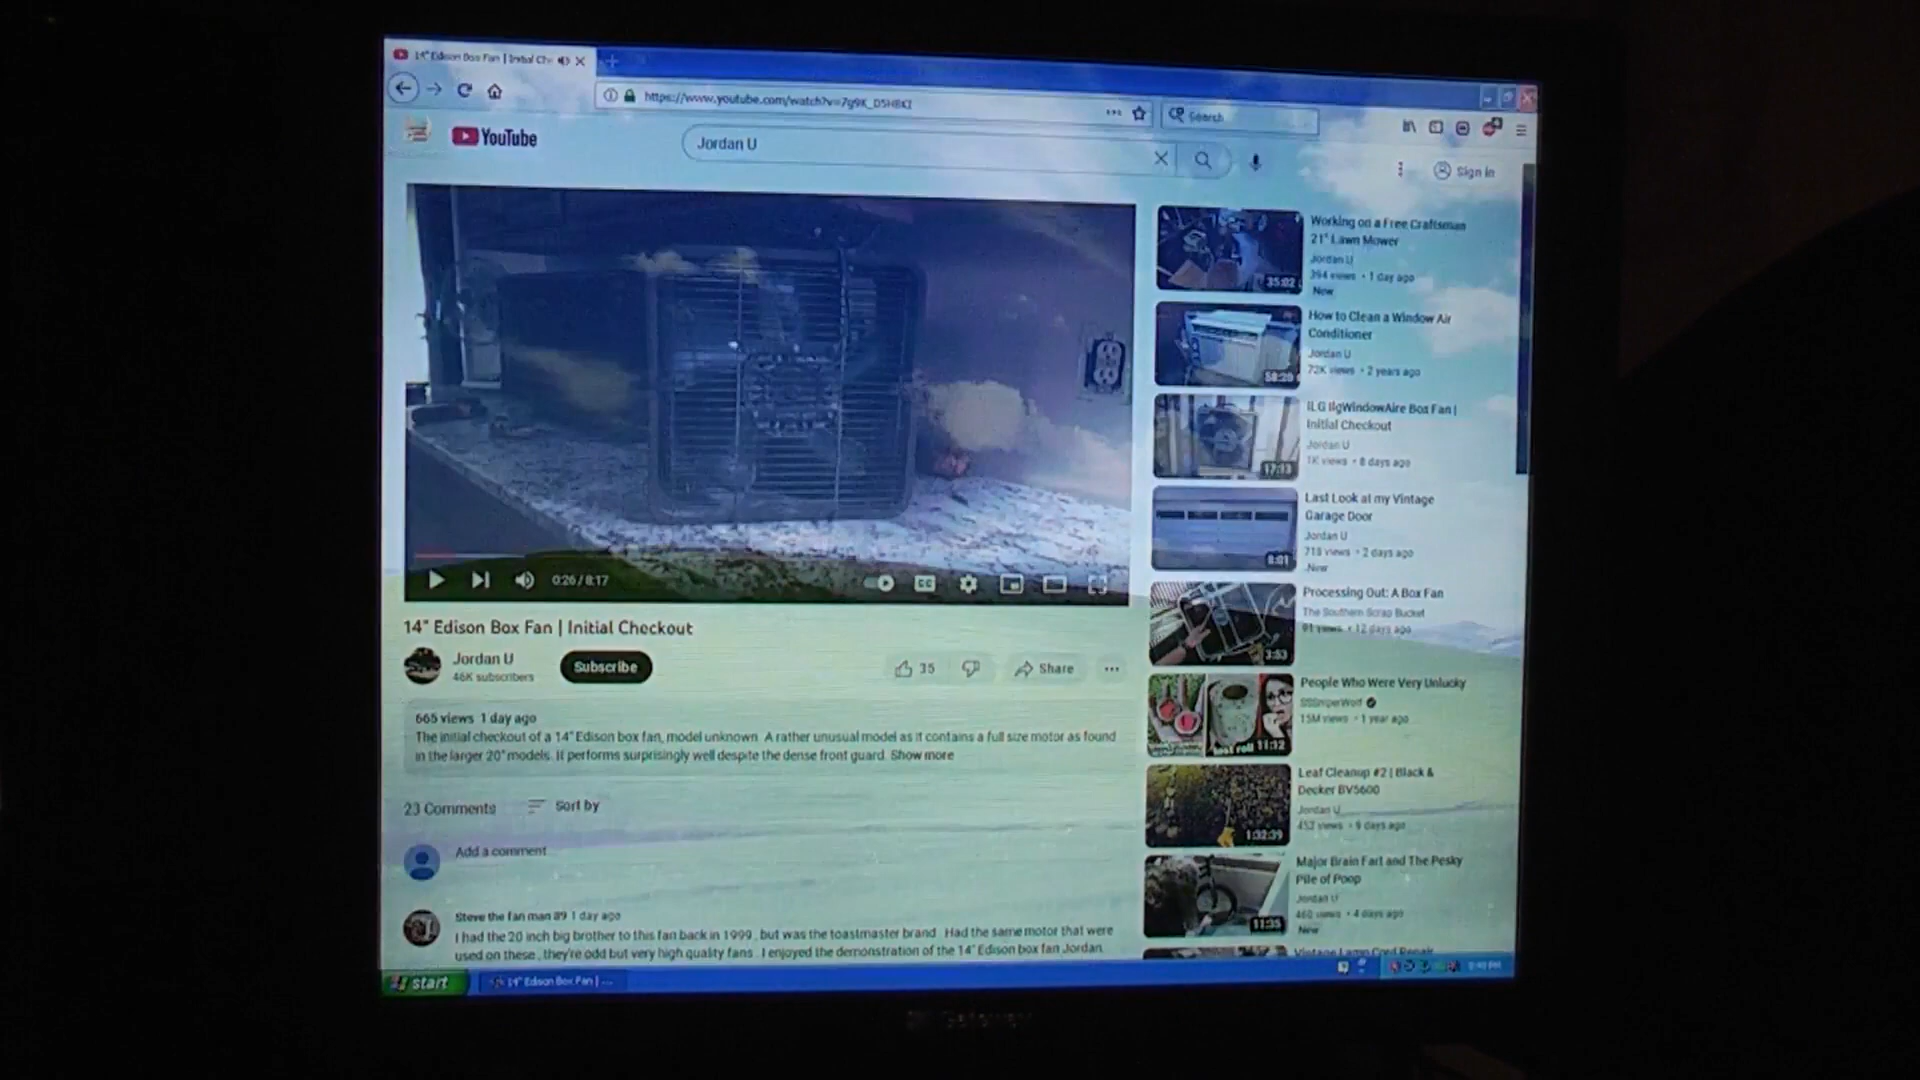 14" Edison Box Fan | Initial Che
https://www.youtube.com/watch?v=7g9K_
Search
YouTube
Jordan U
Sign in
0:26 / 8:17
CC
14" Edison Box Fan | Initial Checkout
Jordan U
46K subscribers
Subscribe
35
Share
665 views 1 day ago
The initial checkout of a 14" Edison box fan, model unknown. A rather unusual model as it contains a full size motor as found
in the larger 20" models. It performs surprisingly well despite the dense front guard. Show more
23 Comments
Sort by
Add a comment
Steve the fan man 89 1 day ago
I had the 20 inch big brother to this fan back in 1999, but was the toastmaster brand. Had the same motor that were
used on these, they're odd but very high quality fans. I enjoyed the demonstration of the 14" Edison box fan Jordan.
35:02
Working on a Free Craftsman
21" Lawn Mower
Jordan U
394 views • 1 day ago
New
58:20
How to Clean a Window Air
Conditioner
Jordan U
72K views • 2 years ago
17:13
ILG IlgWindowAire Box Fan |
Initial Checkout
Jordan U
1K views • 8 days ago
8:01
Last Look at my Vintage
Garage Door
Jordan U
718 views • 2 days ago
New
3:53
Processing Out: A Box Fan
The Southern Scrap Bucket
91 views • 12 days ago
11:12
People Who Were Very Unlucky
SSSniperWolf
15M views • 1 year ago
1:32:39
Leaf Cleanup #2 | Black &
Decker BV5600
Jordan U
453 views • 9 days ago
11:35
Major Brain Fart and The Pesky
Pile of Poop
Jordan U
460 views • 4 days ago
New
Vintage Lamp Cord Repair
start
14" Edison Box Fan | - ...
Gateway